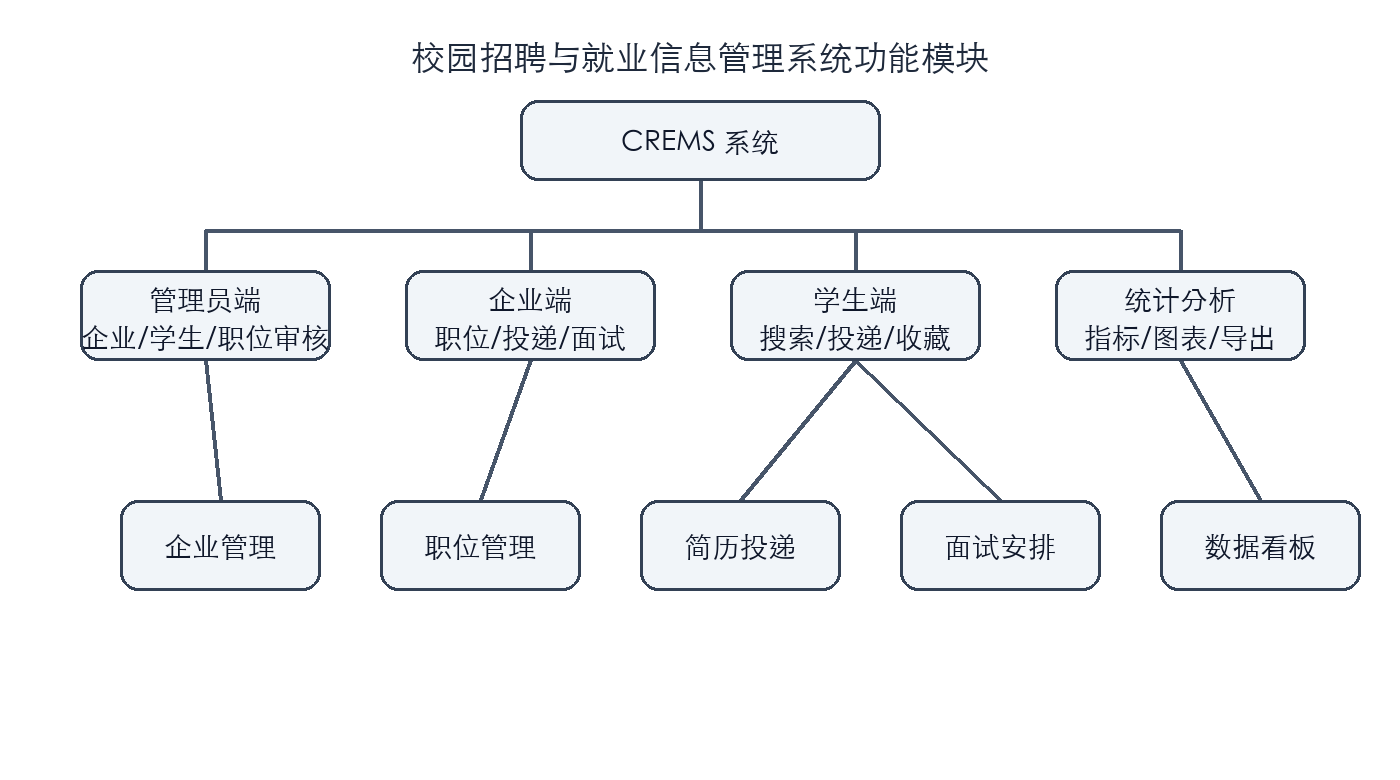 校园招聘与就业信息管理系统功能模块
CREMS 系统
管理员端
企业/学生/职位审核
企业端
职位/投递/面试
学生端
搜索/投递/收藏
统计分析
指标/图表/导出
企业管理
职位管理
简历投递
面试安排
数据看板